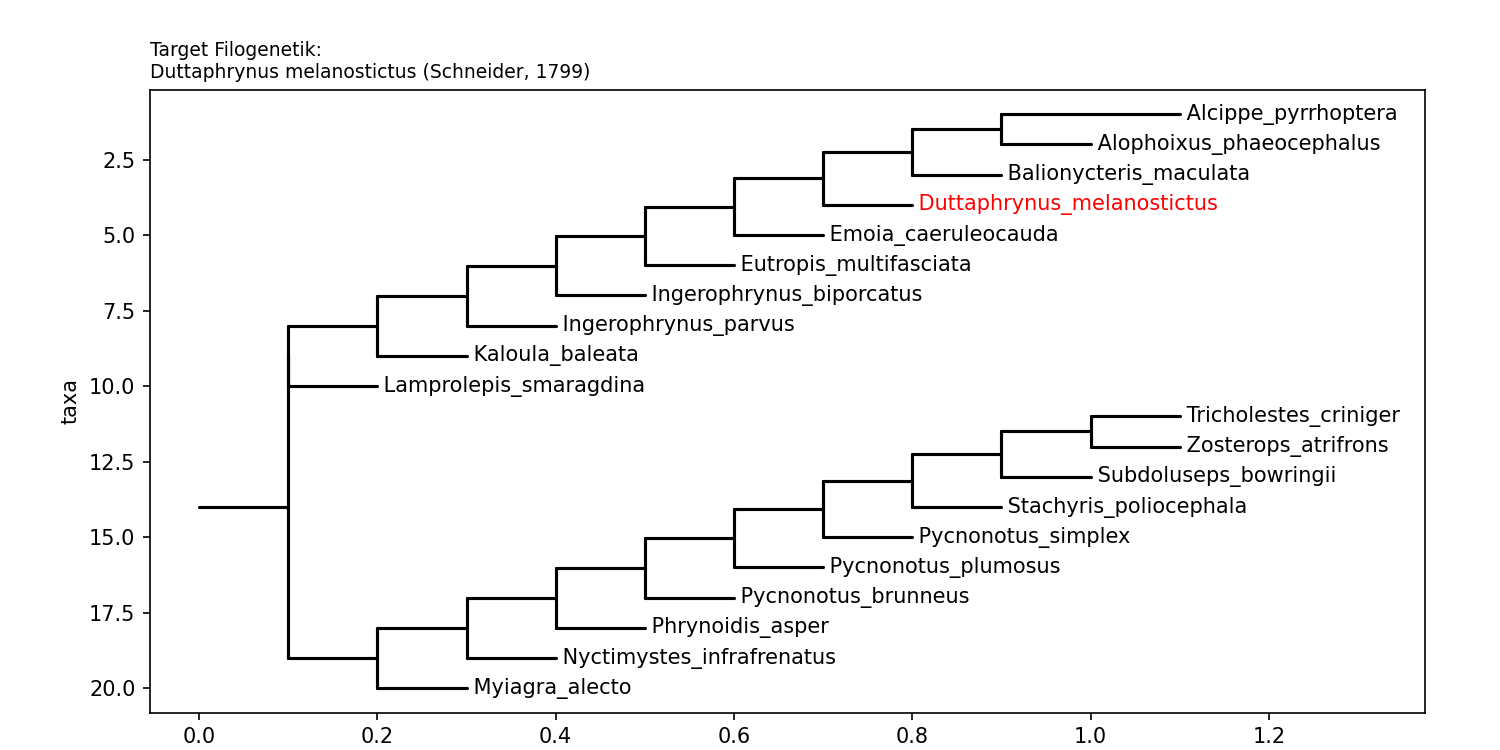 Target Filogenetik:
Duttaphrynus melanostictus (Schneider, 1799)
Alcippe_pyrrhoptera
Alophoixus_phaeocephalus
2.5
Balionycteris_maculata
Duttaphrynus_melanostictus
5.0
Emoia_caeruleocauda
Eutropis_multifasciata
Ingerophrynus_biporcatus
7.5
Ingerophrynus_parvus
Kaloula_baleata
10.0
Lamprolepis_smaragdina
taxa
Tricholestes_criniger
Zosterops_atrifrons
12.5
Subdoluseps_bowringii
Stachyris_poliocephala
15.0
Pycnonotus_simplex
Pycnonotus_plumosus
Pycnonotus_brunneus
17.5
Phrynoidis_asper
Nyctimystes_infrafrenatus
20.0
Myiagra_alecto
0.0 0.2 0.4 0.6 0.8 1.0 1.2